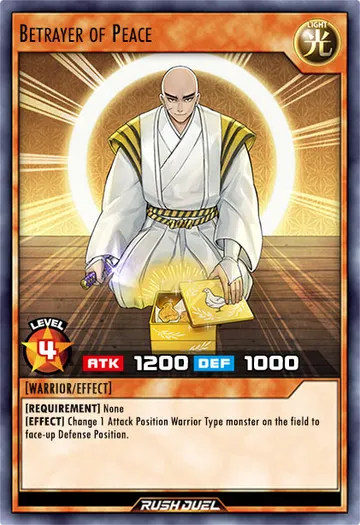 BETRAYER OF PEACE
LIGHT
光
LEVEL
4
ATK 1200 DEF 1000
[WARRIOR/EFFECT]
[REQUIREMENT] None
[EFFECT] Change 1 Attack Position Warrior Type monster on the field to
face-up Defense Position.
RUSH DUEL